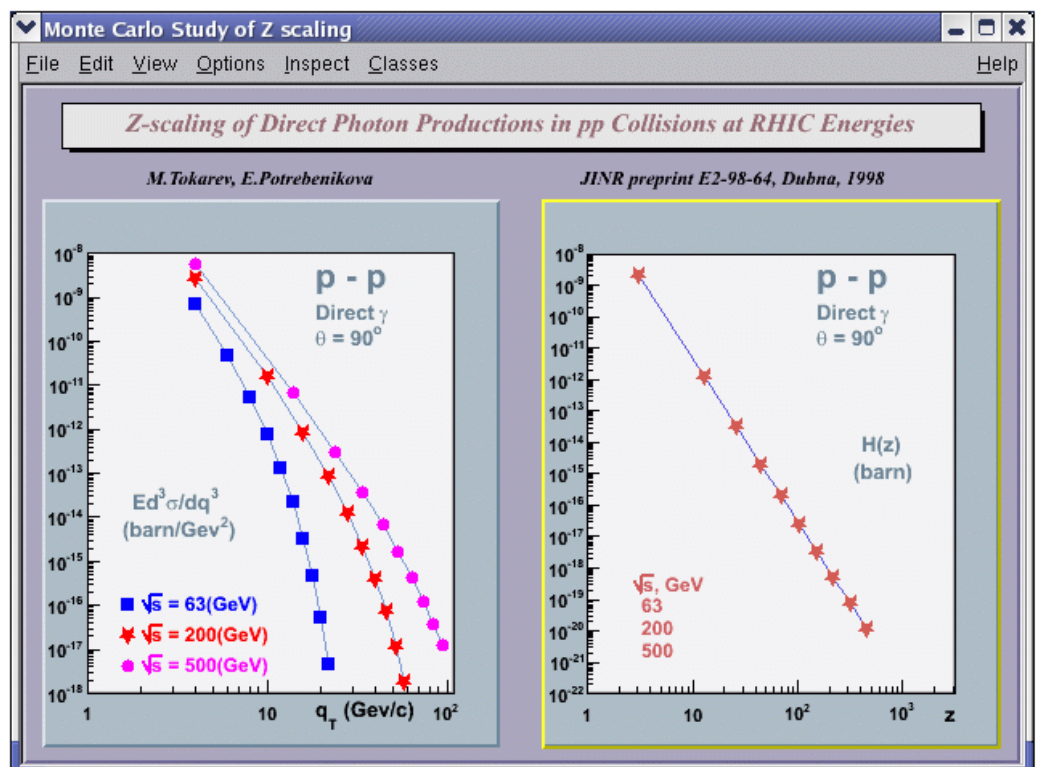 Monte Carlo Study of Z scaling
File Edit View Options Inspect Classes Help
Z-scaling of Direct Photon Productions in pp Collisions at RHIC Energies
M.Tokarev, E.Potrebenikova
JINR preprint E2-98-64, Dubna, 1998
10⁻⁸
10⁻⁹
10⁻¹⁰
10⁻¹¹
10⁻¹²
10⁻¹³
10⁻¹⁴
10⁻¹⁵
10⁻¹⁶
10⁻¹⁷
10⁻¹⁸
p - p
Direct γ
θ = 90°
Ed³σ/dq³
(barn/Gev²)
√s = 63(GeV)
√s = 200(GeV)
√s = 500(GeV)
1 10 10²
q_T (Gev/c)
10⁻⁸
10⁻⁹
10⁻¹⁰
10⁻¹¹
10⁻¹²
10⁻¹³
10⁻¹⁴
10⁻¹⁵
10⁻¹⁶
10⁻¹⁷
10⁻¹⁸
10⁻¹⁹
10⁻²⁰
10⁻²¹
10⁻²²
p - p
Direct γ
θ = 90°
H(z)
(barn)
√s, GeV
63
200
500
1 10 10² 10³ z